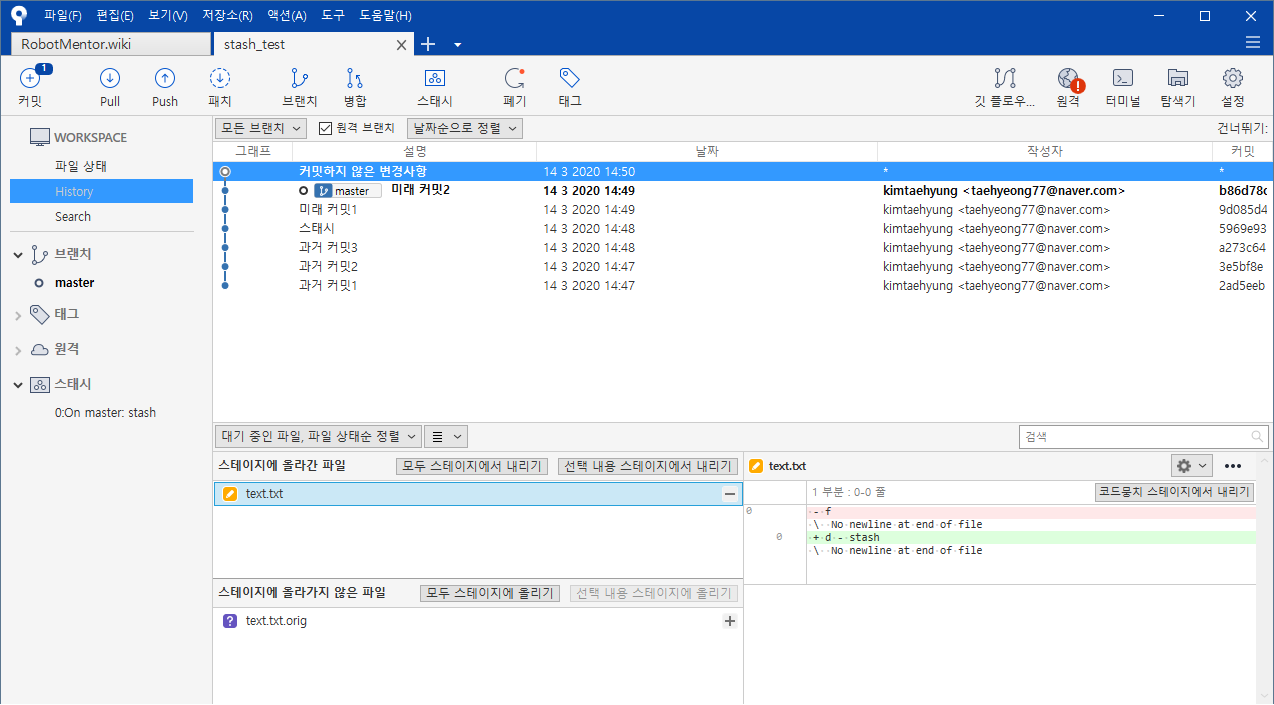 파일(F) 편집(E) 보기(V) 저장소(R) 액션(A) 도구 도움말(H)
RobotMentor.wiki stash_test
1
커밋 Pull Push 패치 브랜치 병합 스태시 폐기 태그 깃 플로우... 원격 터미널 탐색기 설정
WORKSPACE
파일 상태
History
Search
브랜치
master
태그
원격
스태시
0:On master: stash
모든 브랜치 원격 브랜치 날짜순으로 정렬 건너뛰기:
그래프 설명 날짜 작성자 커밋
커밋하지 않은 변경사항 14 3 2020 14:50 * *
master 미래 커밋2 14 3 2020 14:49 kimtaehyung <taehyeong77@naver.com> b86d78c
미래 커밋1 14 3 2020 14:49 kimtaehyung <taehyeong77@naver.com> 9d085d4
스태시 14 3 2020 14:48 kimtaehyung <taehyeong77@naver.com> 5969e93
과거 커밋3 14 3 2020 14:48 kimtaehyung <taehyeong77@naver.com> a273c64
과거 커밋2 14 3 2020 14:47 kimtaehyung <taehyeong77@naver.com> 3e5bf8e
과거 커밋1 14 3 2020 14:47 kimtaehyung <taehyeong77@naver.com> 2ad5eeb
대기 중인 파일, 파일 상태순 정렬 검색
스테이지에 올라간 파일 모두 스테이지에서 내리기 선택 내용 스테이지에서 내리기
text.txt
스테이지에 올라가지 않은 파일 모두 스테이지에 올리기 선택 내용 스테이지에 올리기
text.txt.orig
text.txt
1 부분 : 0-0 줄 코드뭉치 스테이지에서 내리기
0 - f
\ No newline at end of file
0 + d - stash
\ No newline at end of file